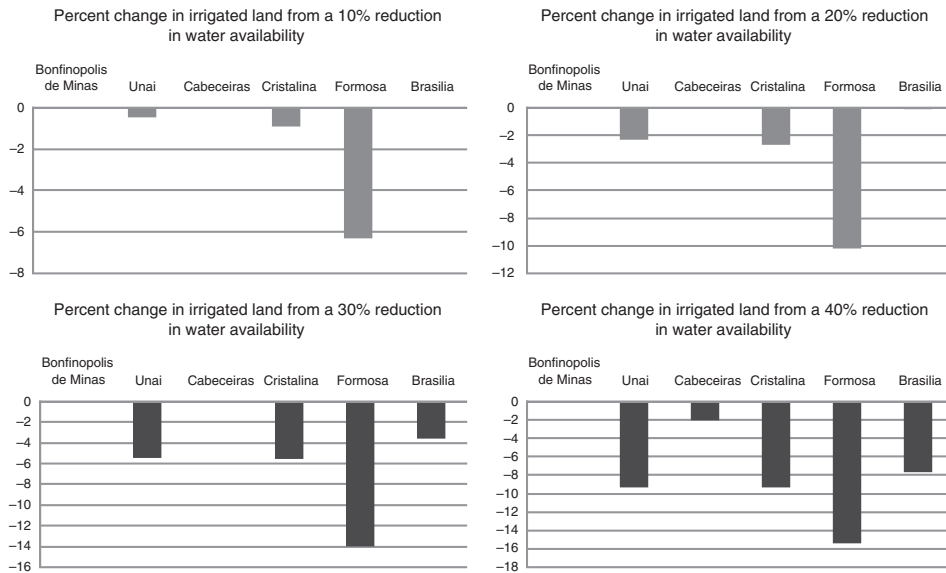 Percent change in irrigated land from a 10% reduction
in water availability
Bonfinopolis
de Minas Unai Cabeceiras Cristalina Formosa Brasilia
0
–2
–4
–6
–8
Percent change in irrigated land from a 20% reduction
in water availability
Bonfinopolis
de Minas Unai Cabeceiras Cristalina Formosa Brasilia
0
–2
–4
–6
–8
–10
–12
Percent change in irrigated land from a 30% reduction
in water availability
Bonfinopolis
de Minas Unai Cabeceiras Cristalina Formosa Brasilia
0
–2
–4
–6
–8
–10
–12
–14
–16
Percent change in irrigated land from a 40% reduction
in water availability
Bonfinopolis
de Minas Unai Cabeceiras Cristalina Formosa Brasilia
0
–2
–4
–6
–8
–10
–12
–14
–16
–18